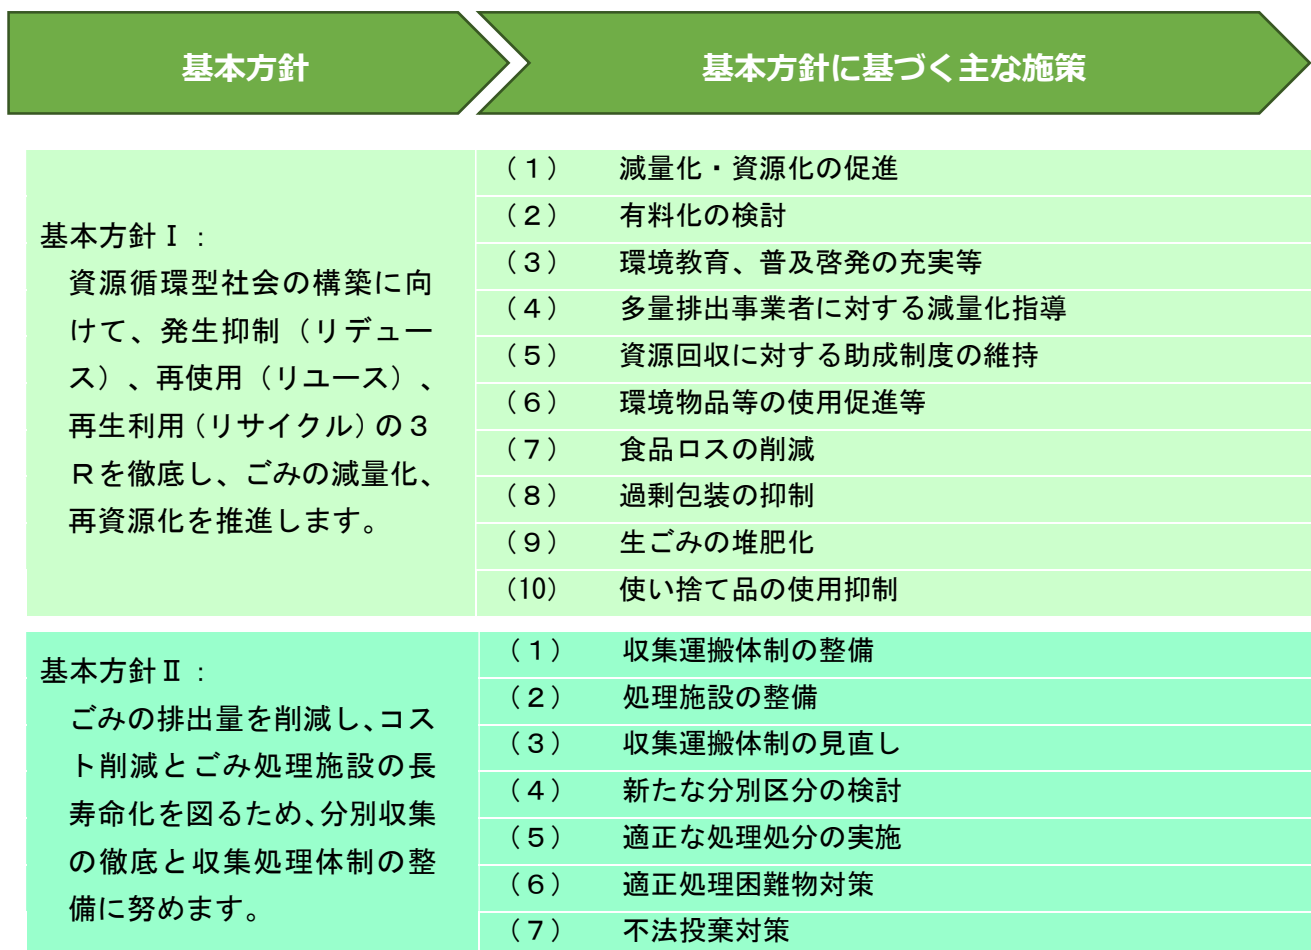 基本方針
基本方針に基づく主な施策
基本方針Ⅰ：
資源循環型社会の構築に向
けて、発生抑制（リデュー
ス）、再使用（リユース）、
再生利用（リサイクル）の３
Ｒを徹底し、ごみの減量化、
再資源化を推進します。
（１） 減量化・資源化の促進
（２） 有料化の検討
（３） 環境教育、普及啓発の充実等
（４） 多量排出事業者に対する減量化指導
（５） 資源回収に対する助成制度の維持
（６） 環境物品等の使用促進等
（７） 食品ロスの削減
（８） 過剰包装の抑制
（９） 生ごみの堆肥化
（10） 使い捨て品の使用抑制
基本方針Ⅱ：
ごみの排出量を削減し、コス
ト削減とごみ処理施設の長
寿命化を図るため、分別収集
の徹底と収集処理体制の整
備に努めます。
（１） 収集運搬体制の整備
（２） 処理施設の整備
（３） 収集運搬体制の見直し
（４） 新たな分別区分の検討
（５） 適正な処理処分の実施
（６） 適正処理困難物対策
（７） 不法投棄対策